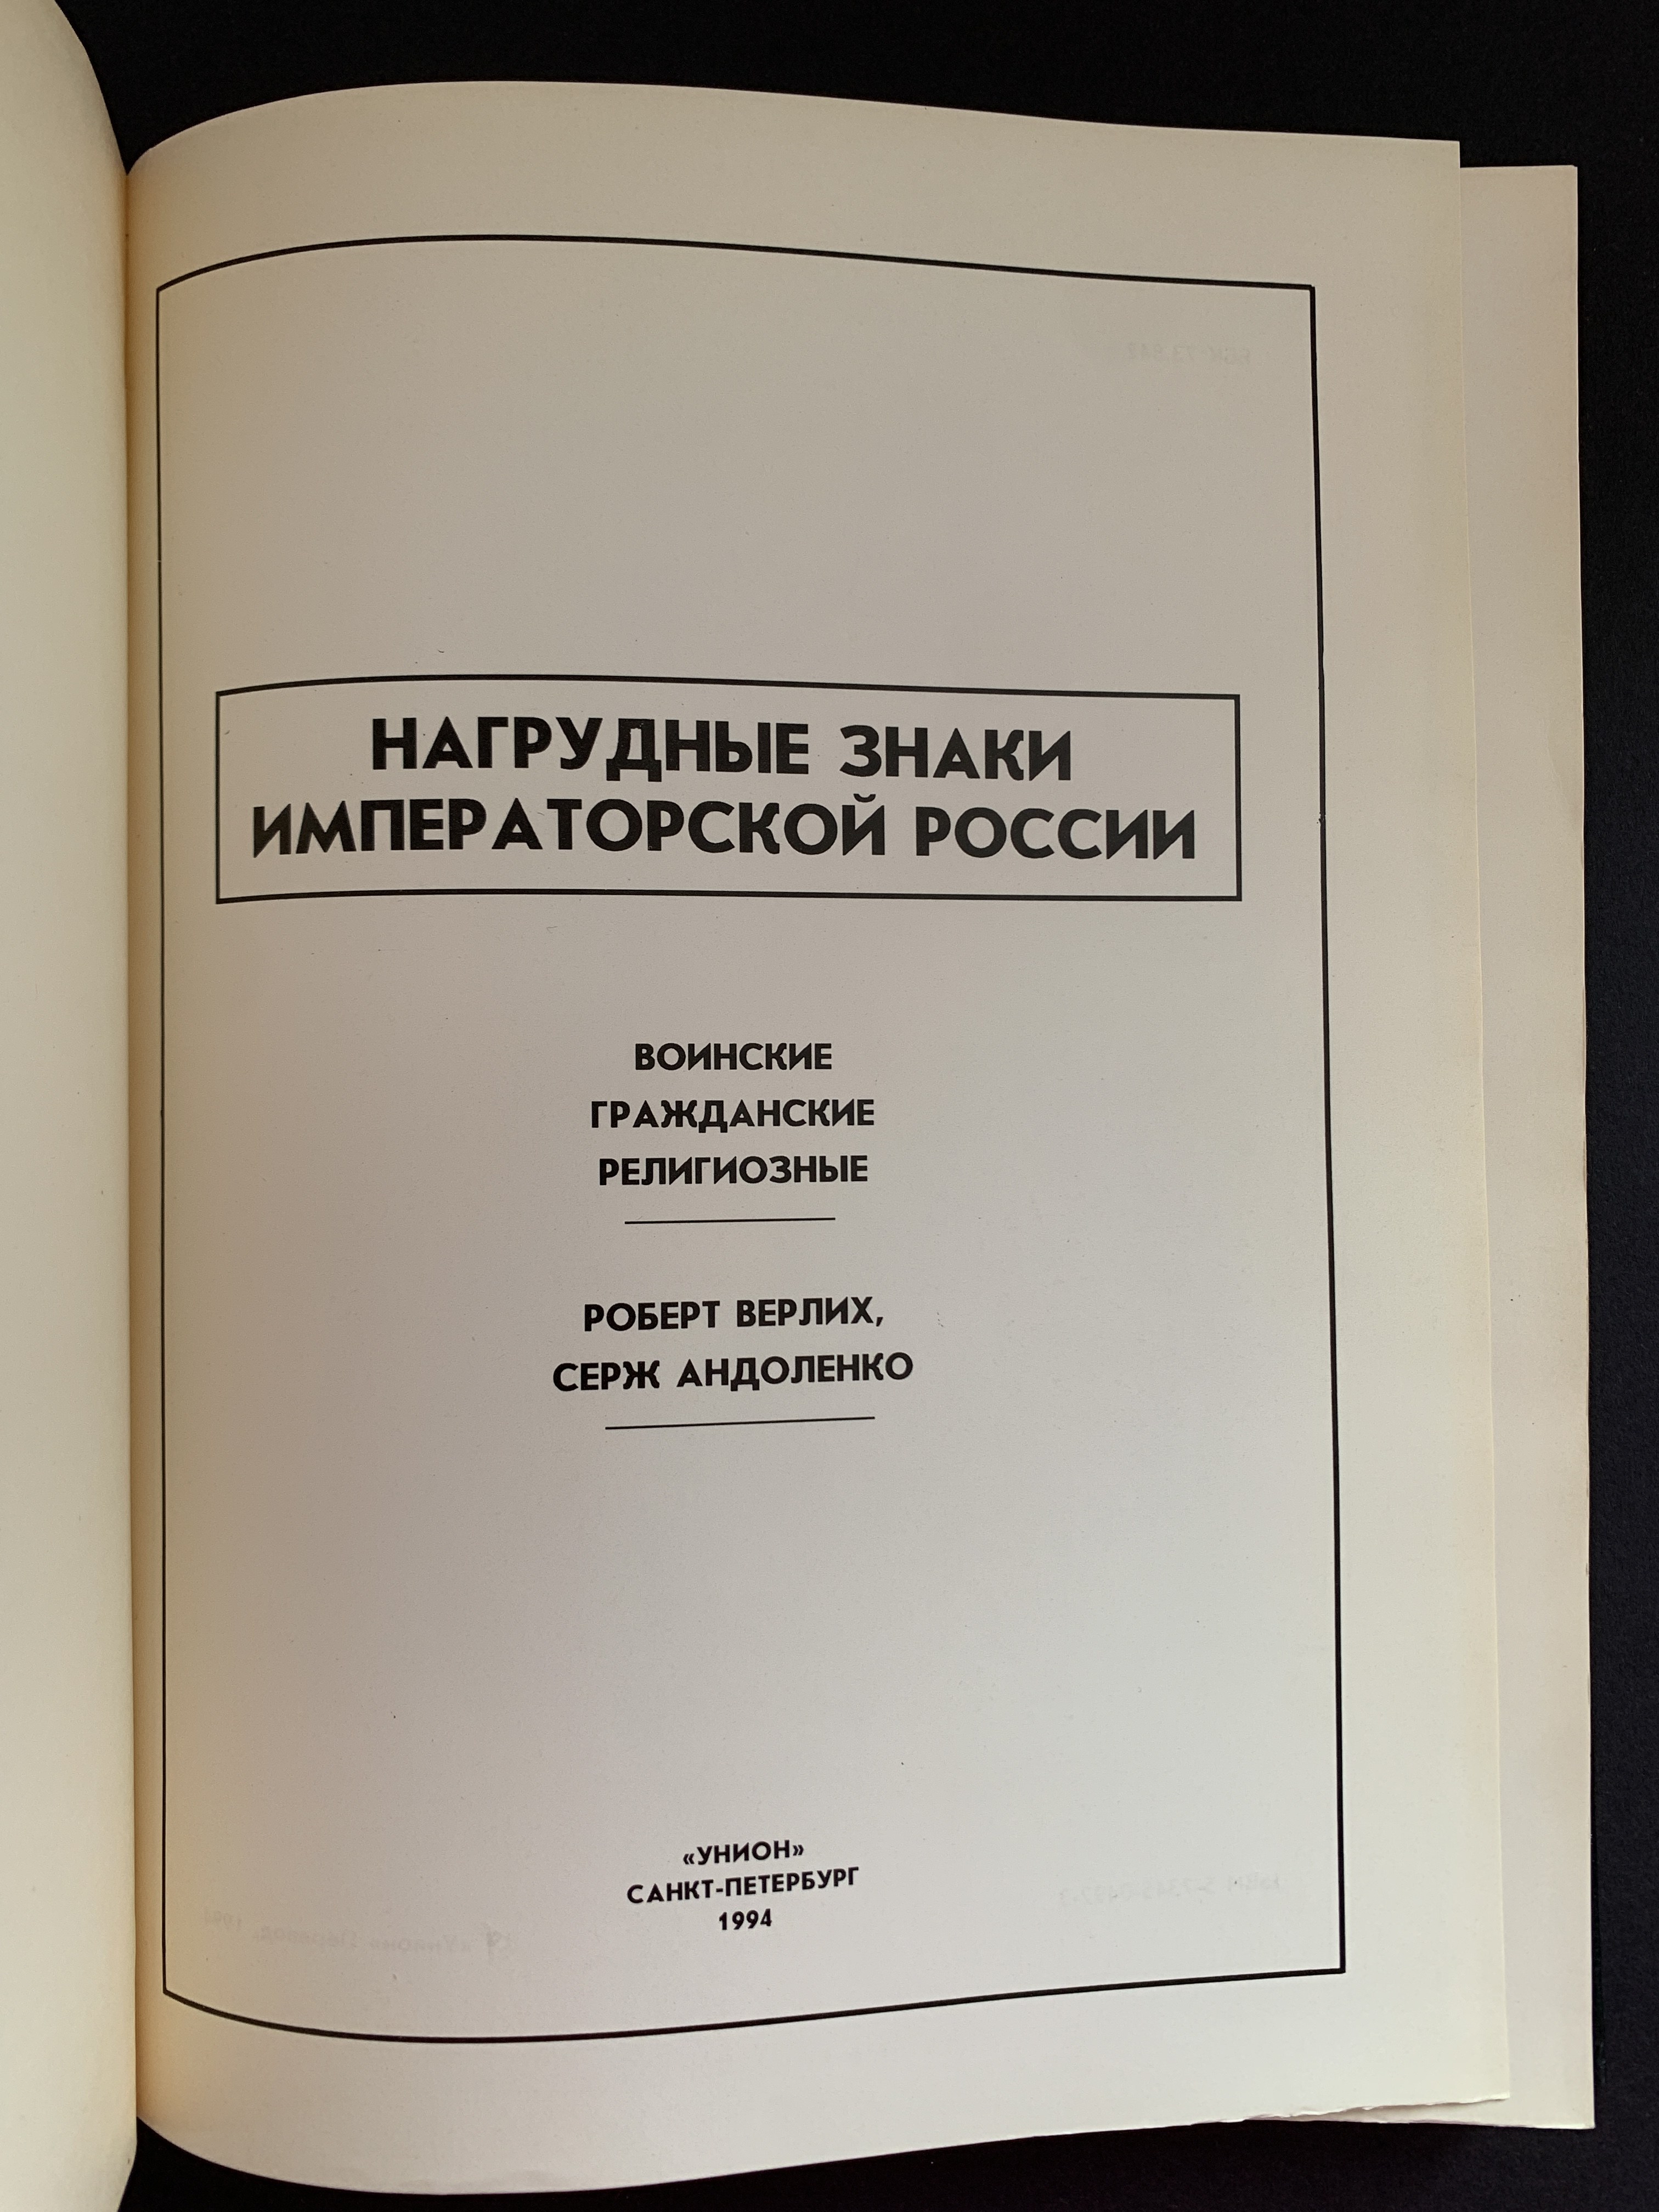 НАГРУДНЫЕ ЗНАКИ
ИМПЕРАТОРСКОЙ РОССИИ
ВОИНСКИЕ
ГРАЖДАНСКИЕ
РЕЛИГИОЗНЫЕ
РОБЕРТ ВЕРЛИХ,
СЕРЖ АНДОЛЕНКО
«УНИОН»
САНКТ-ПЕТЕРБУРГ
1994